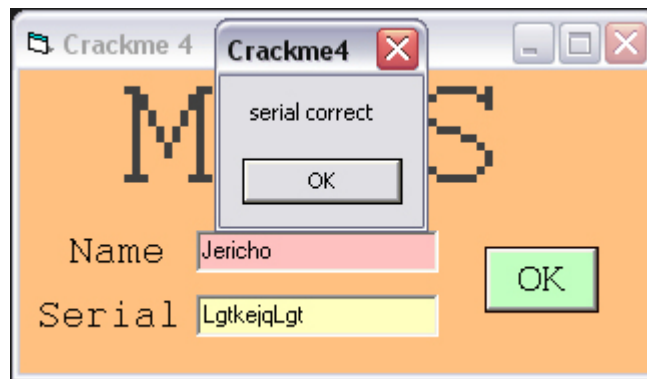 Crackme 4
Crackme4
serial correct
OK
M
S
Name
Jericho
OK
Serial
LgtkejqLgt